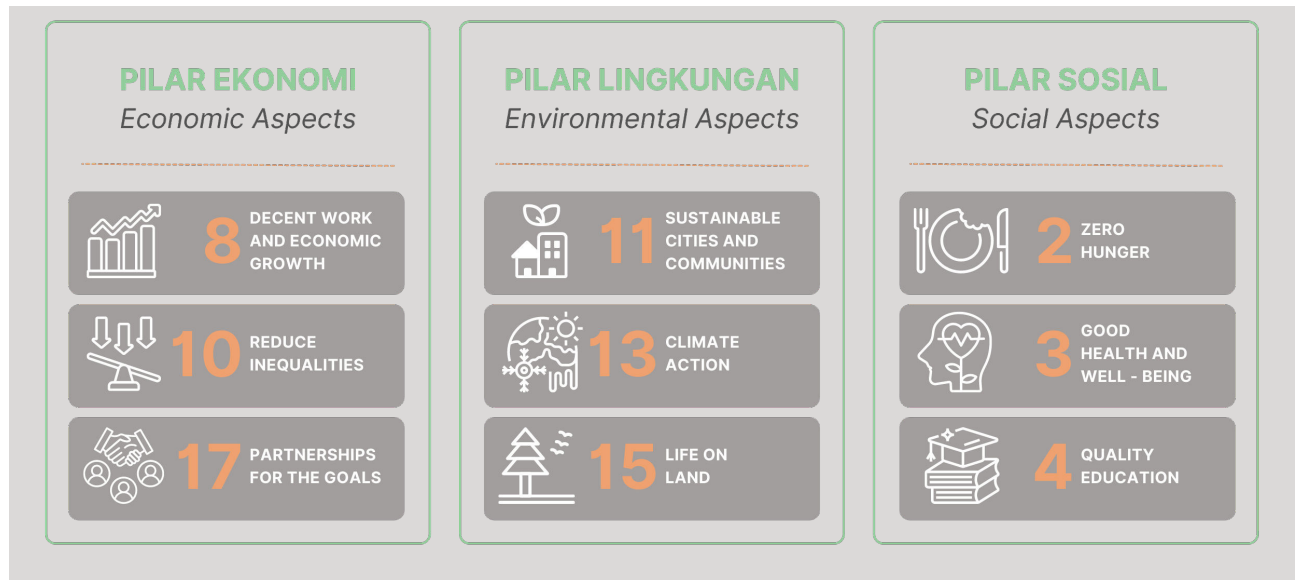 PILAR EKONOMI
Economic Aspects
8
DECENT WORK
AND ECONOMIC
GROWTH
10
REDUCE
INEQUALITIES
17
PARTNERSHIPS
FOR THE GOALS
PILAR LINGKUNGAN
Environmental Aspects
11
SUSTAINABLE
CITIES AND
COMMUNITIES
13
CLIMATE
ACTION
15
LIFE ON
LAND
PILAR SOSIAL
Social Aspects
2
ZERO
HUNGER
3
GOOD
HEALTH AND
WELL - BEING
4
QUALITY
EDUCATION